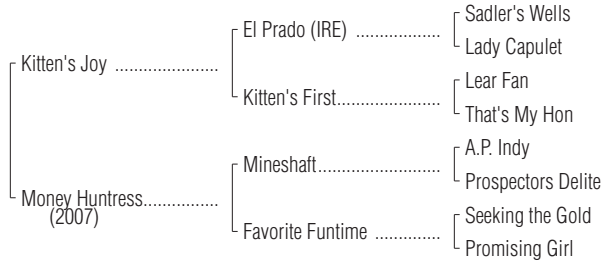 Sadler's Wells
El Prado (IRE) ..................
Lady Capulet
Kitten's Joy ......................
Lear Fan
Kitten's First......................
That's My Hon
A.P. Indy
Mineshaft..........................
Prospectors Delite
Money Huntress................
(2007)
Seeking the Gold
Favorite Funtime ..............
Promising Girl